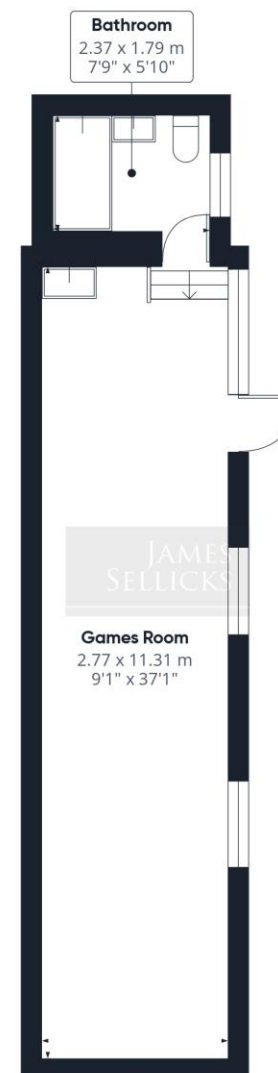 Bathroom
2.37 x 1.79 m
7'9" x 5'10"
JAMES
SELLICKS
Games Room
2.77 x 11.31 m
9'1" x 37'1"